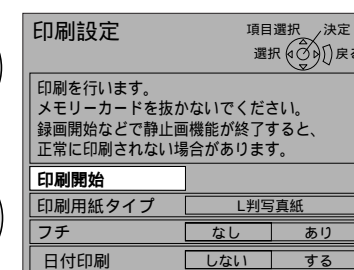 印刷設定
項目選択 決定
選択 戻
印刷を行います。
メモリーカードを抜かないでください。
録画開始などで静止画機能が終了すると、
正常に印刷されない場合があります。
印刷開始
印刷用紙タイプ L判写真紙
フチ なし あり
日付印刷 しない する